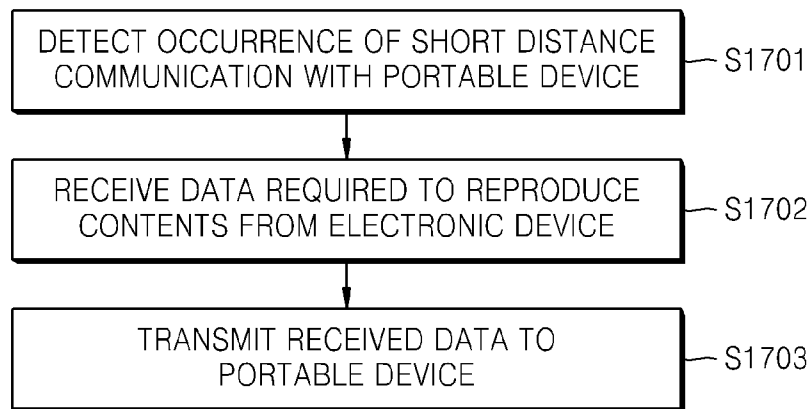 DETECT OCCURRENCE OF SHORT DISTANCE
COMMUNICATION WITH PORTABLE DEVICE
S1701
RECEIVE DATA REQUIRED TO REPRODUCE
CONTENTS FROM ELECTRONIC DEVICE
S1702
TRANSMIT RECEIVED DATA TO
PORTABLE DEVICE
S1703